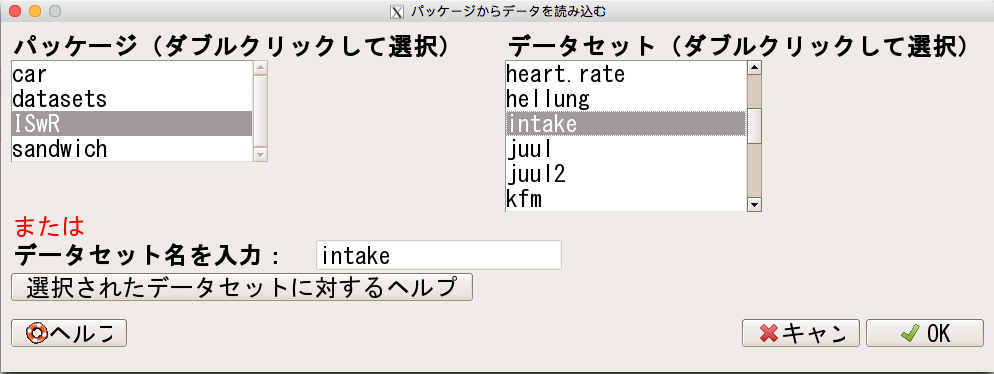 パッケージからデータを読み込む
パッケージ（ダブルクリックして選択）
car
datasets
ISwR
sandwich
データセット（ダブルクリックして選択）
heart.rate
hellung
intake
juul
juul2
kfm
または
データセット名を入力：
intake
選択されたデータセットに対するヘルプ
ヘルプ
キャン
OK